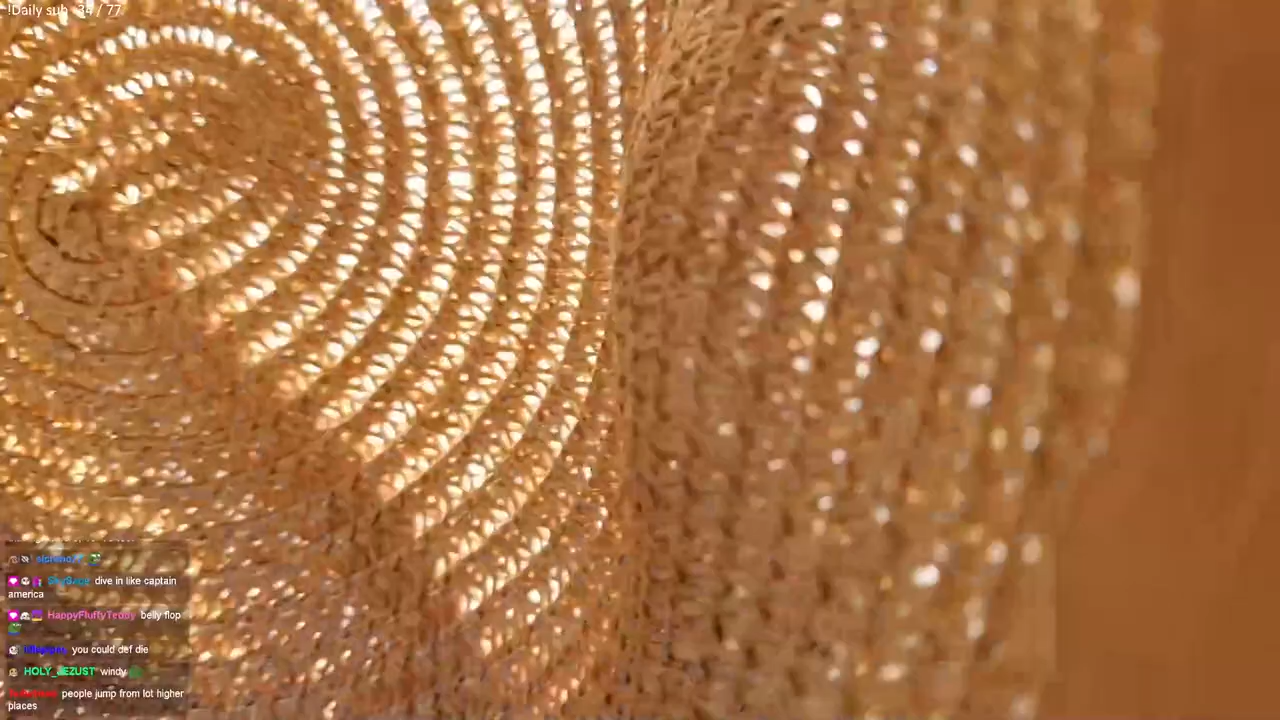 !Daily sub 34 / 77
dive in like captain
america
HappyFluffyTeddy belly flop
you could def die
HOLY_JEZUST windy
people jump from lot higher
places